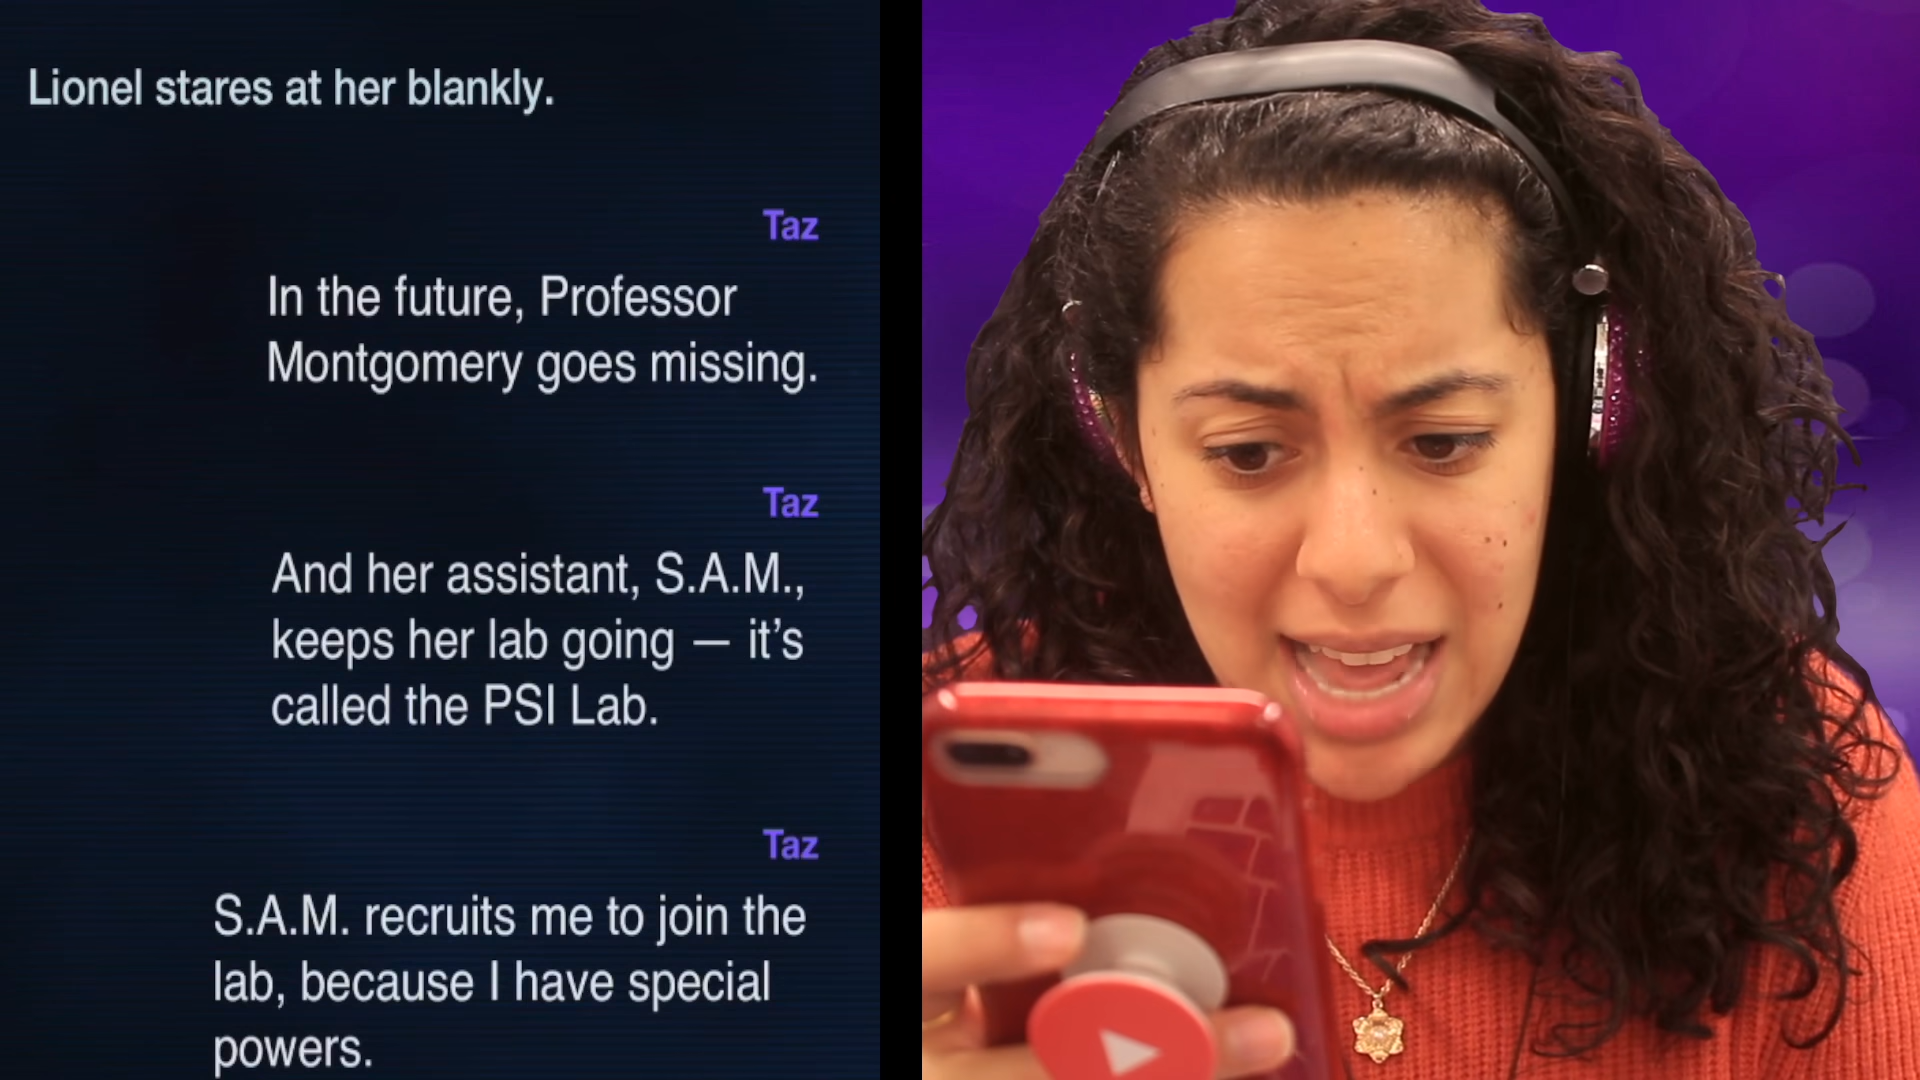 Lionel stares at her blankly.
Taz
In the future, Professor
Montgomery goes missing.
Taz
And her assistant, S.A.M.,
keeps her lab going — it’s
called the PSI Lab.
Taz
S.A.M. recruits me to join the
lab, because I have special
powers.